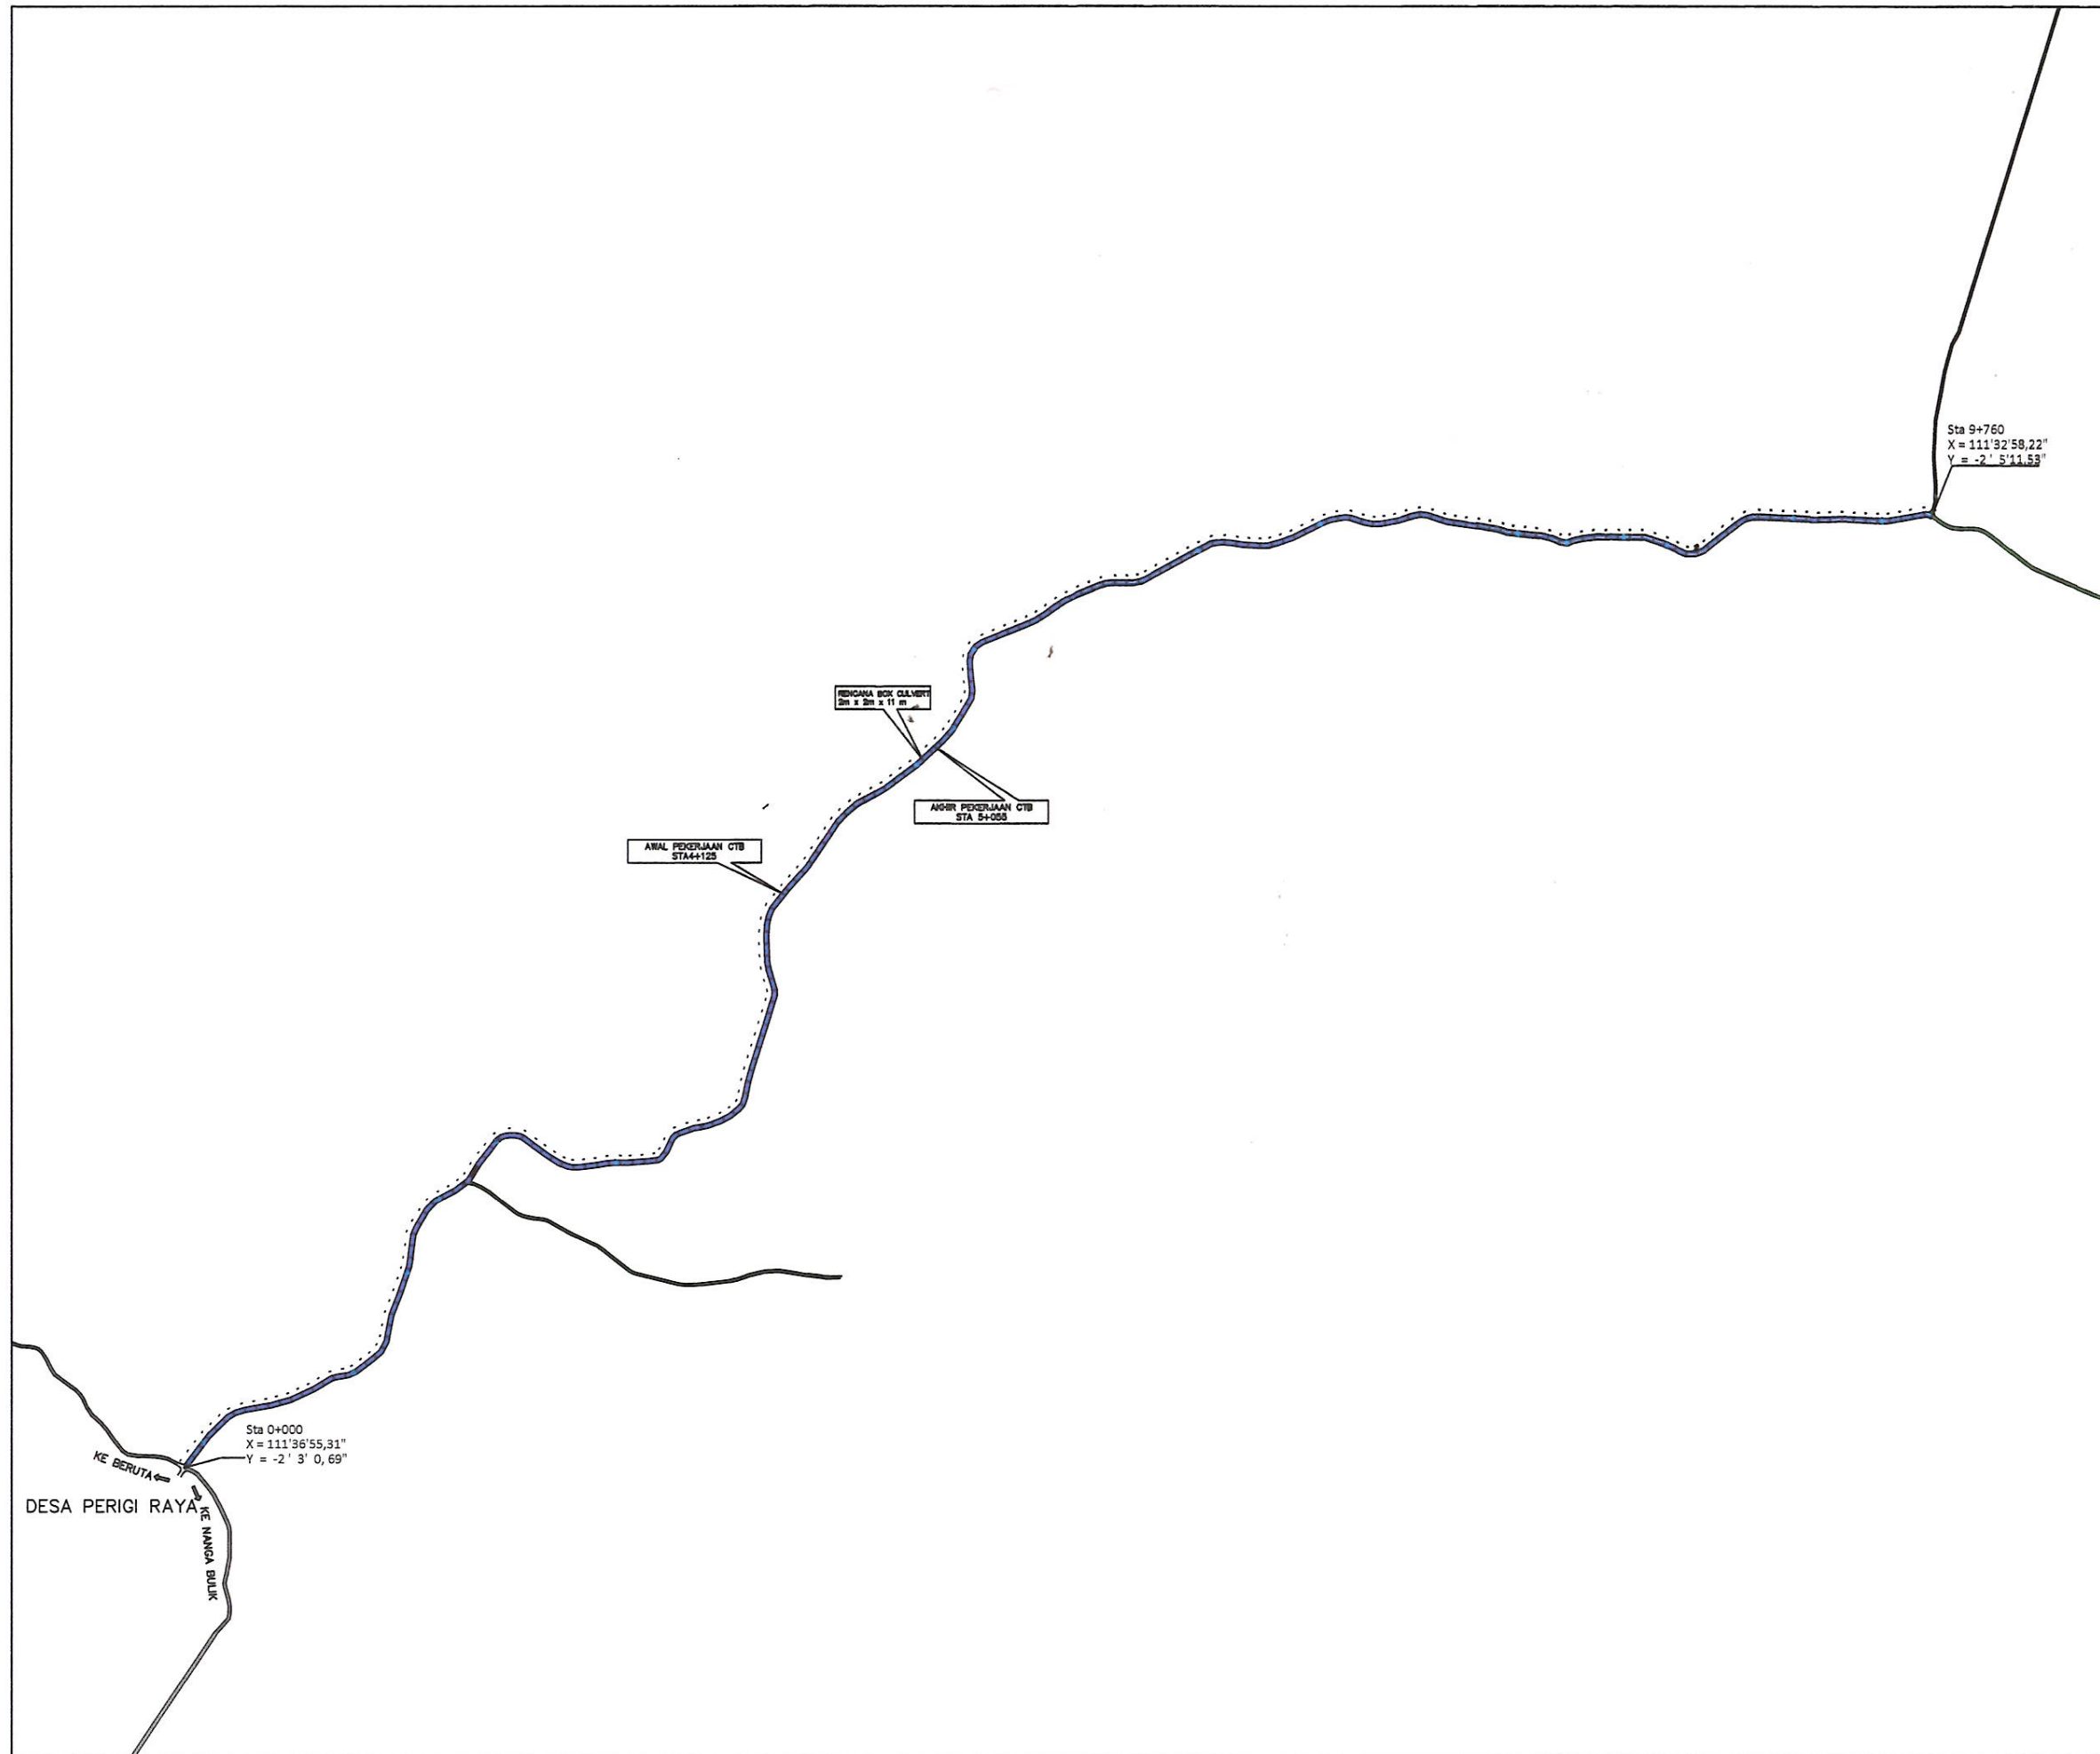 Sta 9+760
X = 111'32'58,22"
Y = -2 ' 5'11.53"
RENCANA BOX CULVERT
2m x 2m x 11 m
AKHIR PEKERJAAN CTB
STA 5+055
AWAL PEKERJAAN CTB
STA4+125
Sta 0+000
X = 111'36'55,31"
Y = -2 ' 3' 0, 69"
KE BERUTA
DESA PERIGI RAYA
KE NANGA BULIK